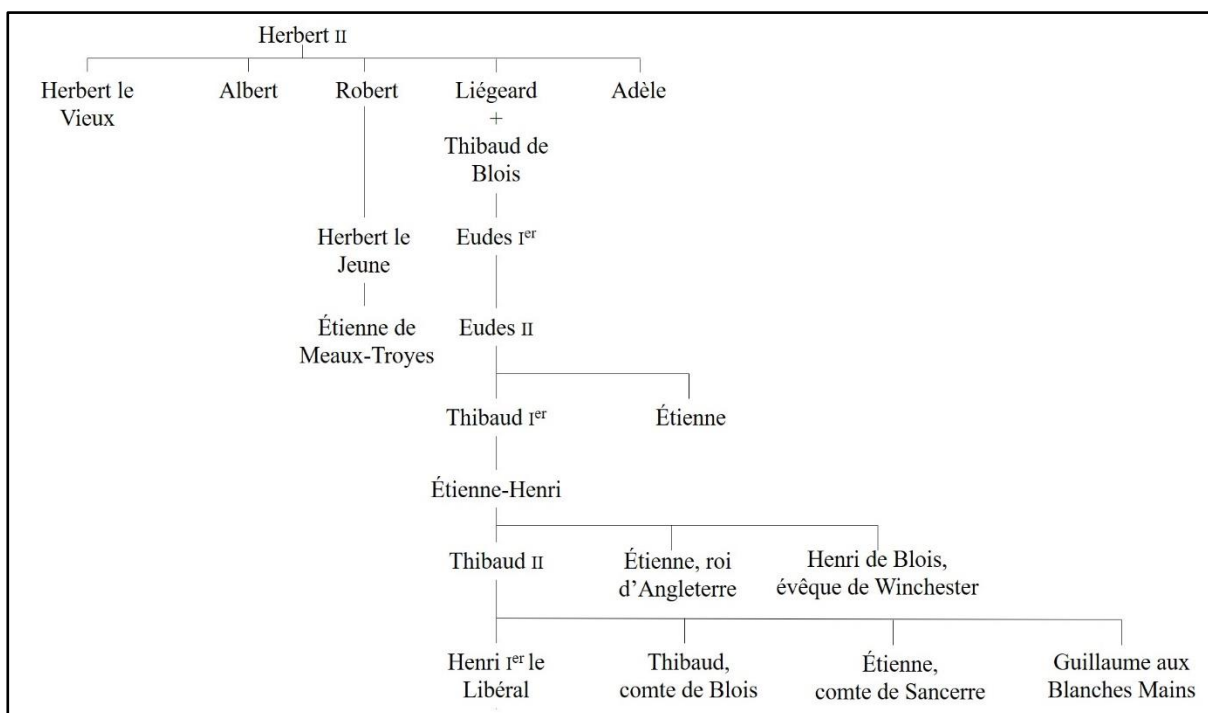 Herbert II
Herbert le
Vieux
Albert
Robert
Liégeard
+
Thibaud de
Blois
Adèle
Herbert le
Jeune
Eudes Ier
Étienne de
Meaux-Troyes
Eudes II
Thibaud Ier
Étienne
Étienne-Henri
Thibaud II
Étienne, roi
d’Angleterre
Henri de Blois,
évêque de Winchester
Henri Ier le
Libéral
Thibaud,
comte de Blois
Étienne,
comte de Sancerre
Guillaume aux
Blanches Mains